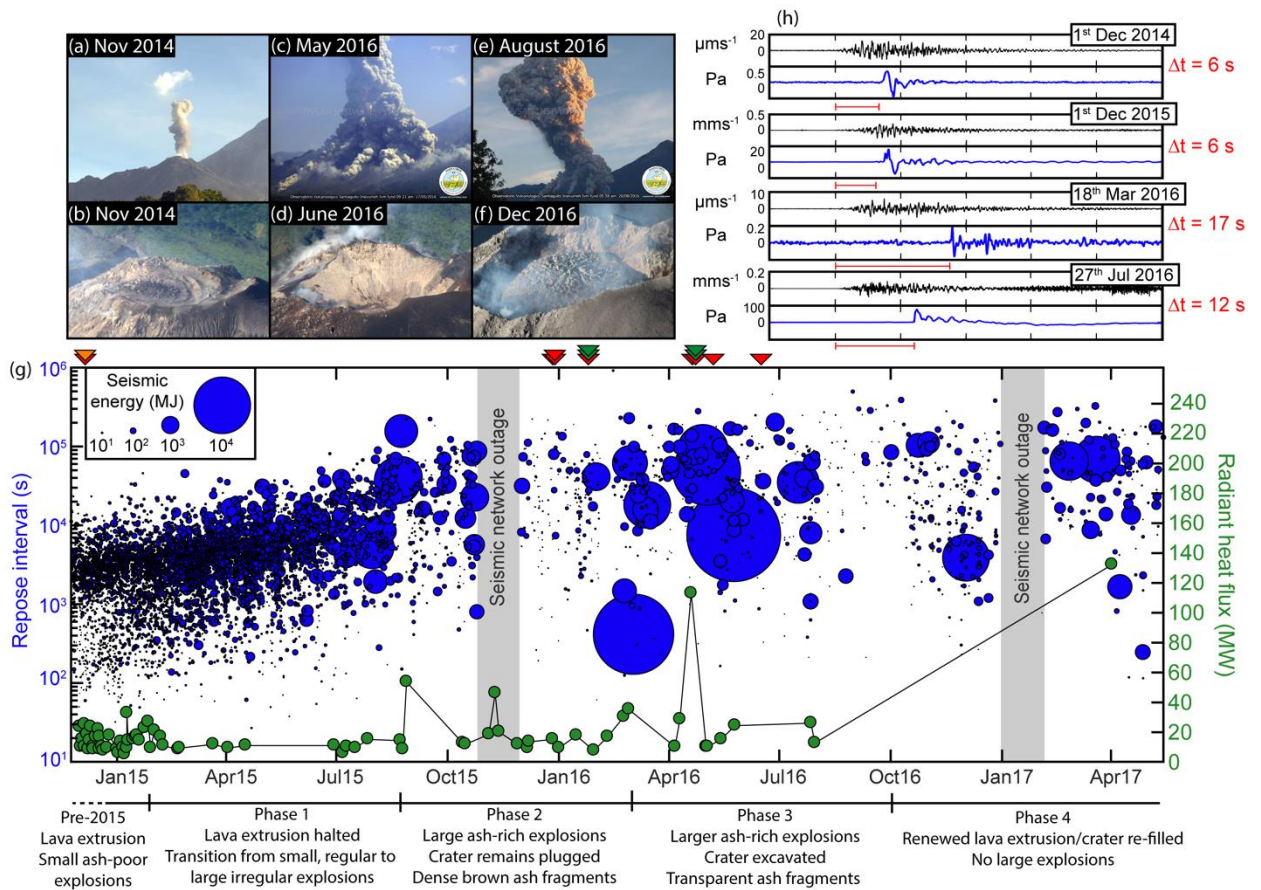 (a) Nov 2014
(c) May 2016
(e) August 2016
(b) Nov 2014
(d) June 2016
(f) Dec 2016
(h)
µms-1
20
0
1st Dec 2014
Pa
0.5
0
Δt = 6 s
mms-1
0.5
0
1st Dec 2015
Pa
20
0
Δt = 6 s
µms-1
10
0
18th Mar 2016
Pa
0.2
0
Δt = 17 s
mms-1
0.2
0
27th Jul 2016
Pa
100
0
Δt = 12 s
(g)
Seismic
energy (MJ)
10¹ 10² 10³ 10⁴
Repose interval (s)
10⁶
10⁵
10⁴
10³
10²
10¹
Seismic network outage
Seismic network outage
Radiant heat flux (MW)
240
220
200
180
160
140
120
100
80
60
40
20
0
Jan15 Apr15 Jul15 Oct15 Jan16 Apr16 Jul16 Oct16 Jan17 Apr17
Pre-2015
Lava extrusion
Small ash-poor
explosions
Phase 1
Lava extrusion halted
Transition from small, regular to
large irregular explosions
Phase 2
Large ash-rich explosions
Crater remains plugged
Dense brown ash fragments
Phase 3
Larger ash-rich explosions
Crater excavated
Transparent ash fragments
Phase 4
Renewed lava extrusion/crater re-filled
No large explosions